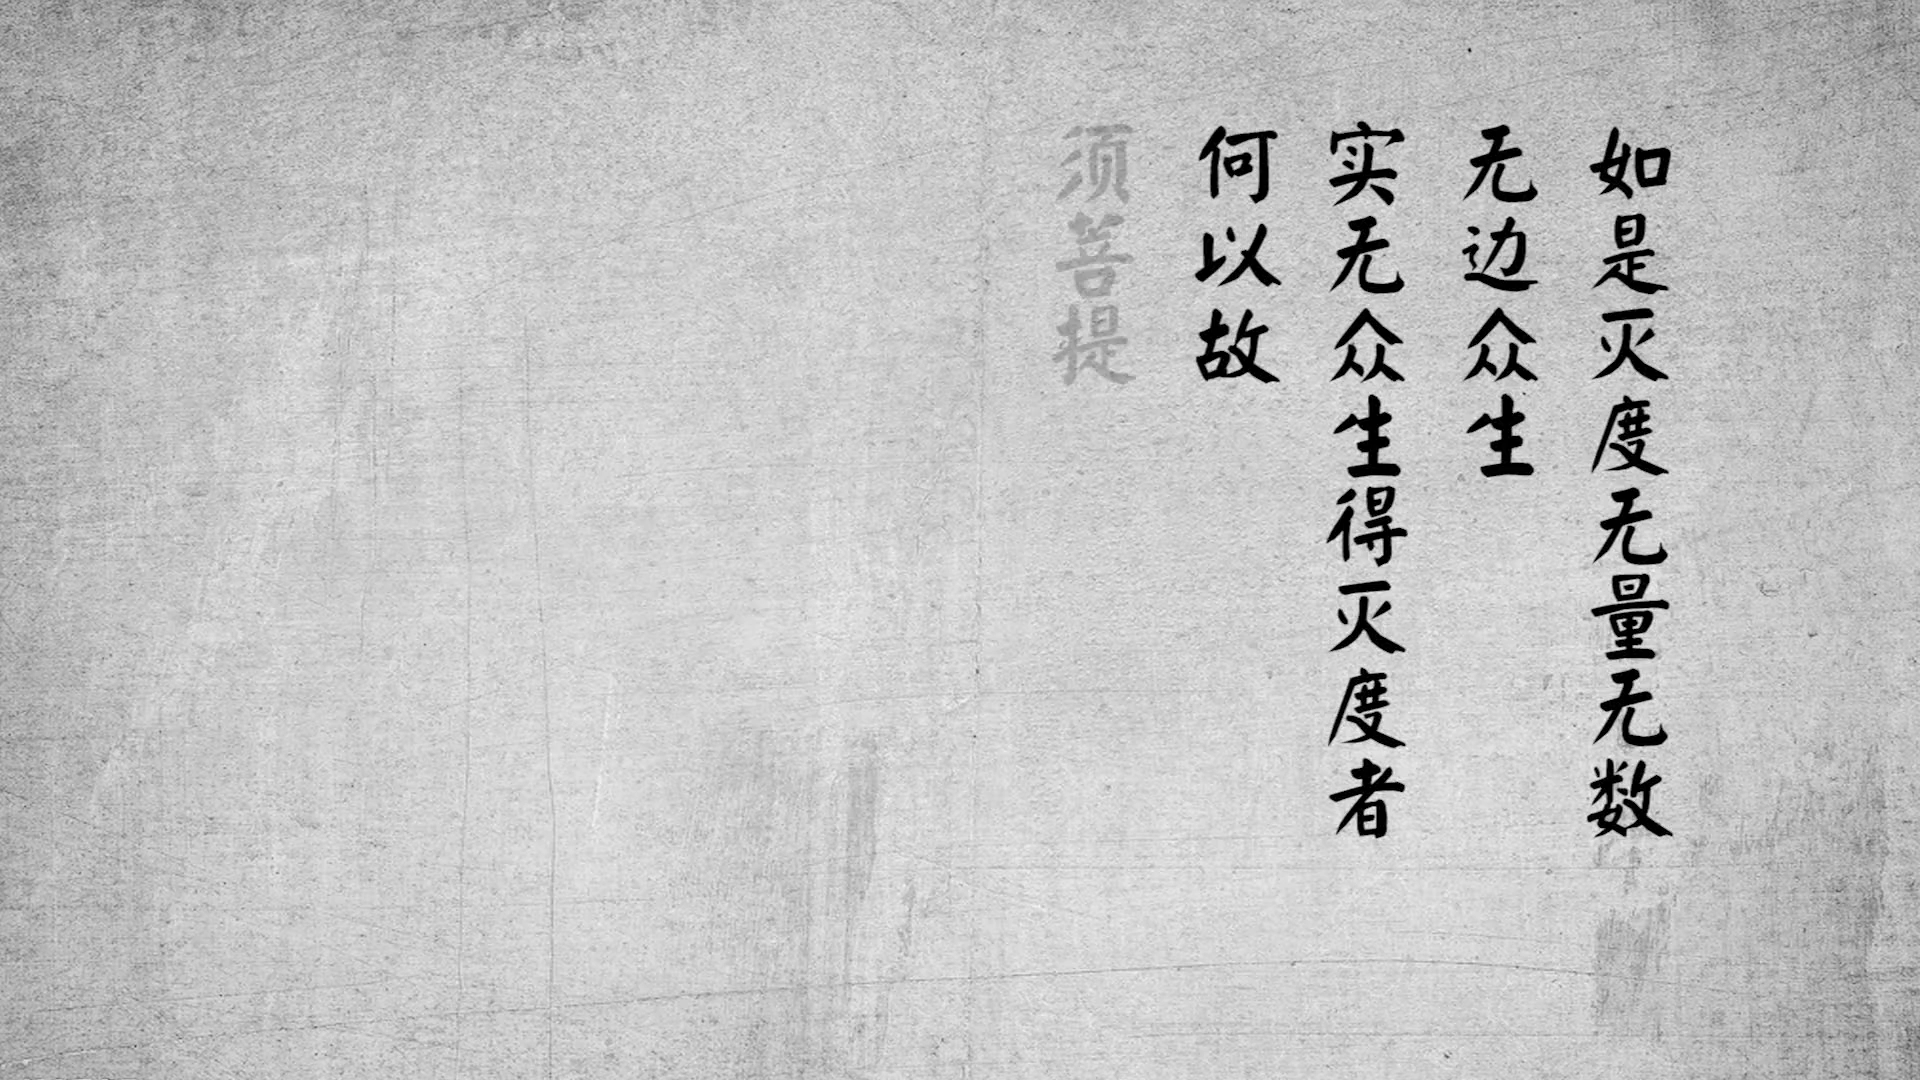 如是灭度无量无数
无边众生
实无众生得灭度者
何以故
须菩提